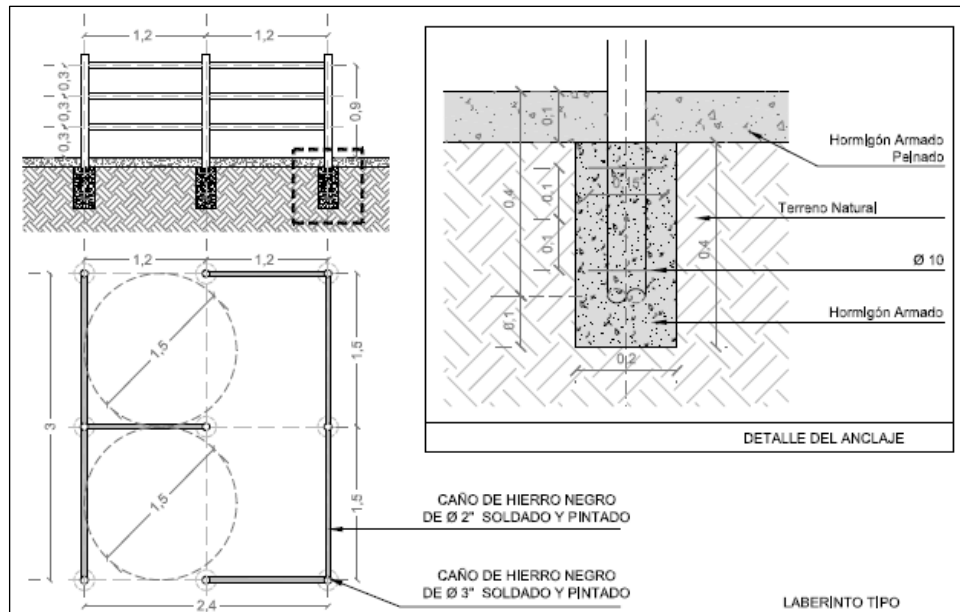 1,2 1,2
0,3
0,3
0,3
0,9
1,2 1,2
3
1,5
1,5
1,5
1,5
2,4
CAÑO DE HIERRO NEGRO
DE Ø 2" SOLDADO Y PINTADO
CAÑO DE HIERRO NEGRO
DE Ø 3" SOLDADO Y PINTADO
LABERINTO TIPO
0,1
0,4
0,1
0,1
0,1
0,15
0,4
0,2
Hormigón Armado
Peinado
Terreno Natural
Ø 10
Hormigón Armado
DETALLE DEL ANCLAJE